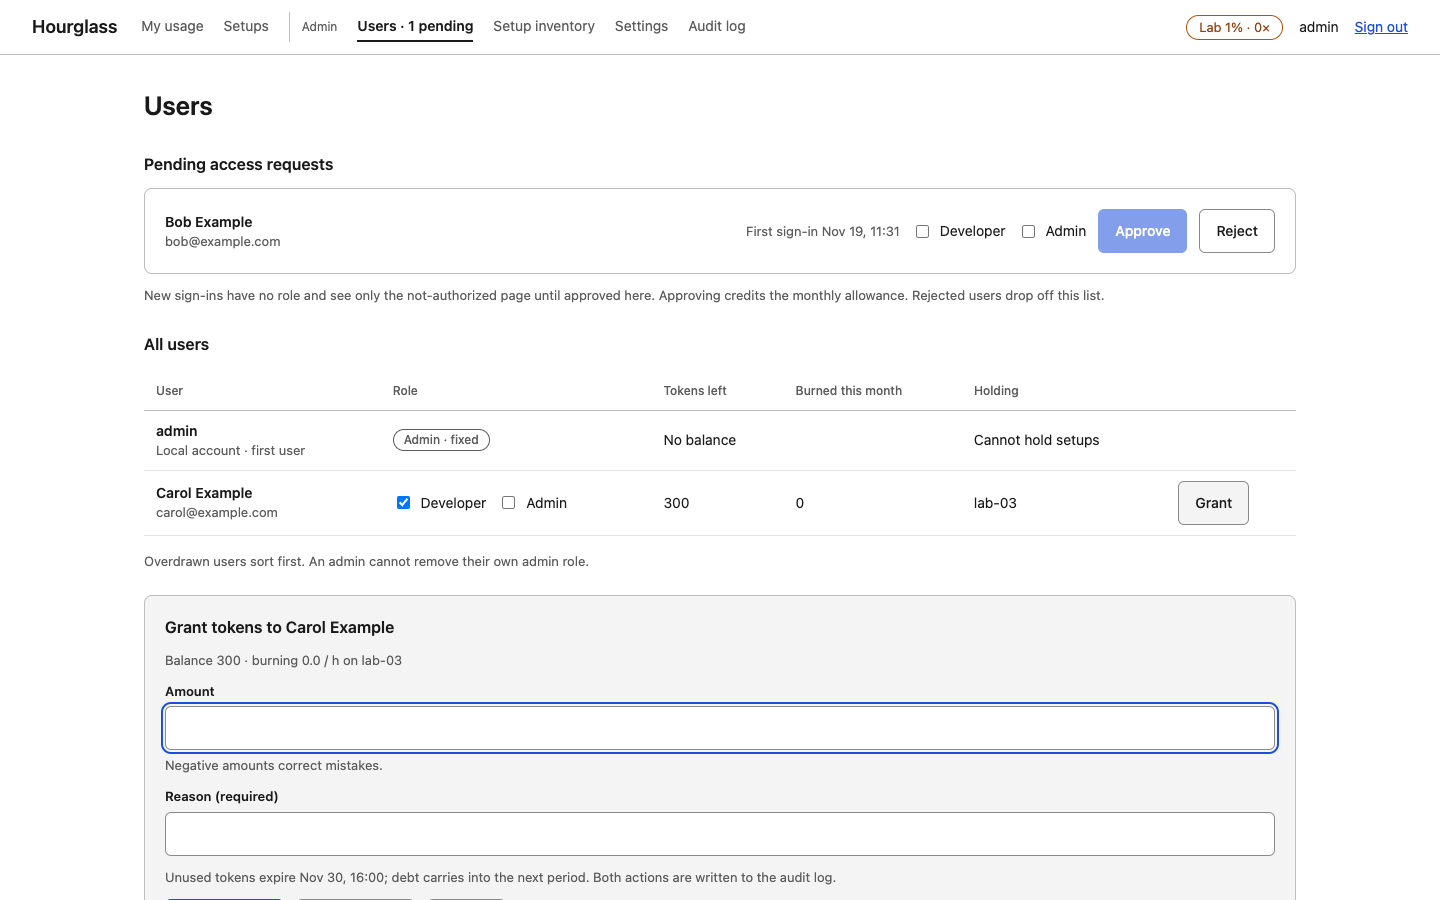 Hourglass My usage Setups Admin Users · 1 pending Setup inventory Settings Audit log Lab 1% · 0× admin Sign out
Users
Pending access requests
Bob Example
bob@example.com
First sign-in Nov 19, 11:31 Developer Admin Approve Reject
New sign-ins have no role and see only the not-authorized page until approved here. Approving credits the monthly allowance. Rejected users drop off this list.
All users
User Role Tokens left Burned this month Holding
admin
Local account · first user
Admin · fixed No balance Cannot hold setups
Carol Example
carol@example.com
Developer Admin 300 0 lab-03 Grant
Overdrawn users sort first. An admin cannot remove their own admin role.
Grant tokens to Carol Example
Balance 300 · burning 0.0 / h on lab-03
Amount
Negative amounts correct mistakes.
Reason (required)
Unused tokens expire Nov 30, 16:00; debt carries into the next period. Both actions are written to the audit log.